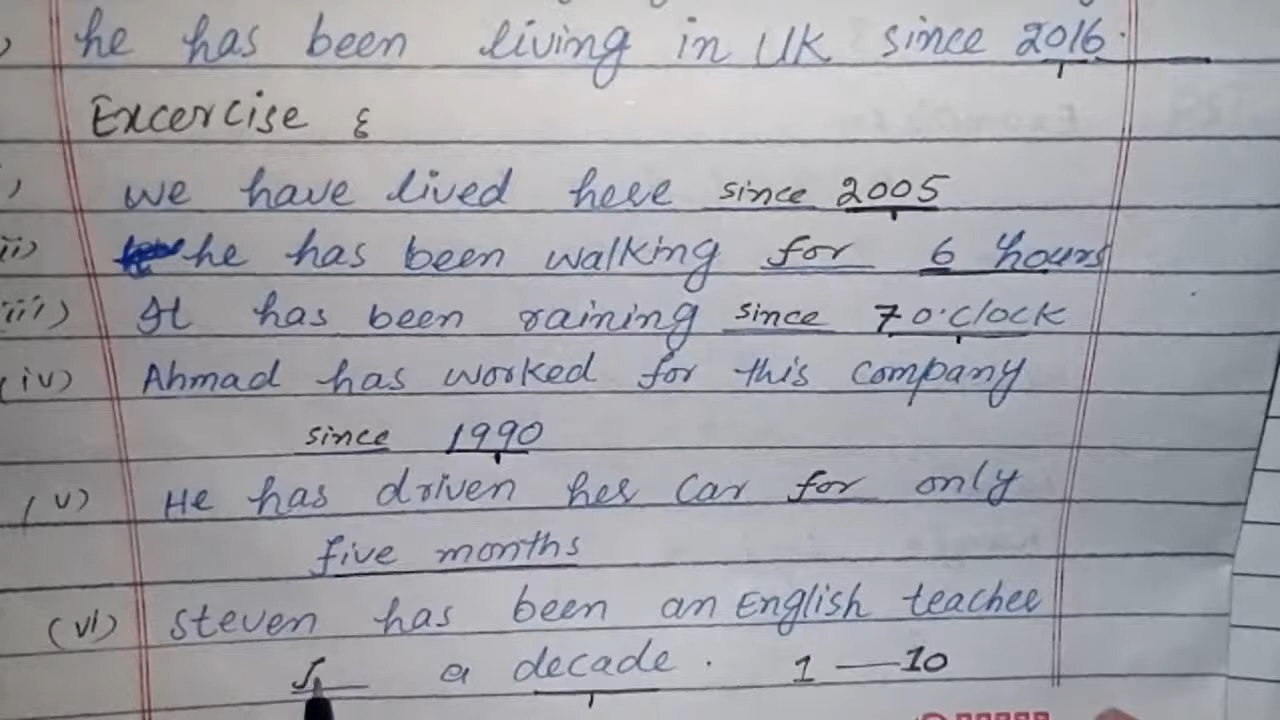 he has been living in UK since 2016.
Excercise :
we have lived here since 2005
ii) he has been walking for 6 hours
iii) It has been raining since 7 o'clock
(iv) Ahmad has worked for this company
since 1990
(v) He has driven her car for only
five months
(vi) Steven has been an English teacher
a decade. 1 — 10